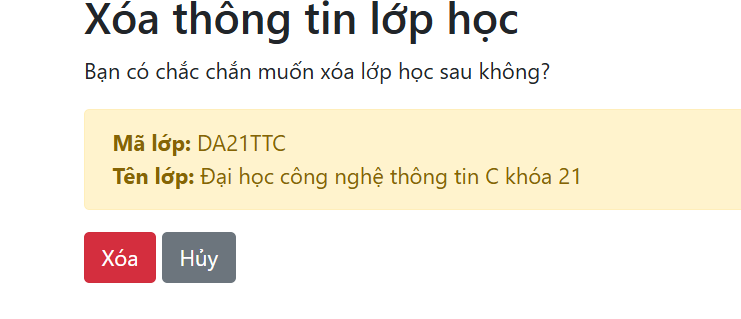 Xóa thông tin lớp học
Bạn có chắc chắn muốn xóa lớp học sau không?
Mã lớp: DA21TTC
Tên lớp: Đại học công nghệ thông tin C khóa 21
Xóa Hủy